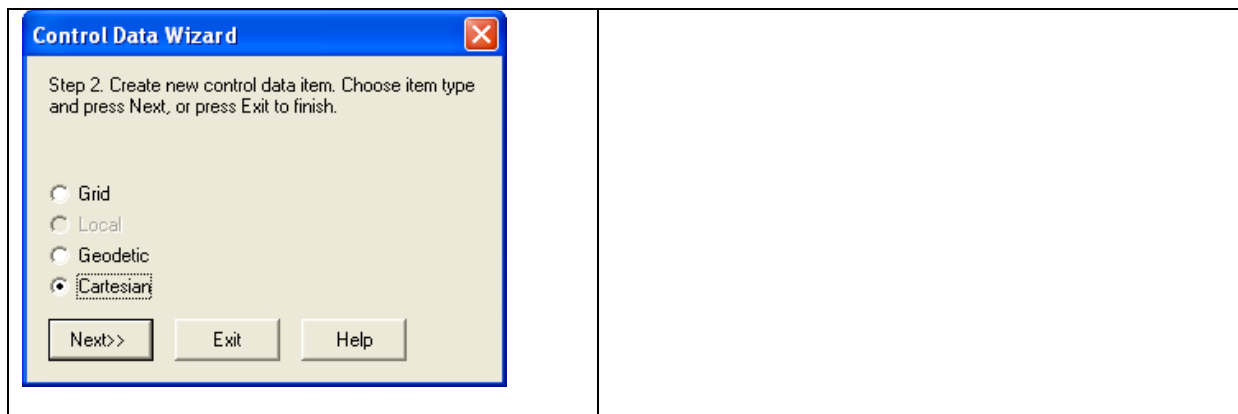 Control Data Wizard
Step 2. Create new control data item. Choose item type
and press Next, or press Exit to finish.
Grid
Local
Geodetic
Cartesian
Next>> Exit Help